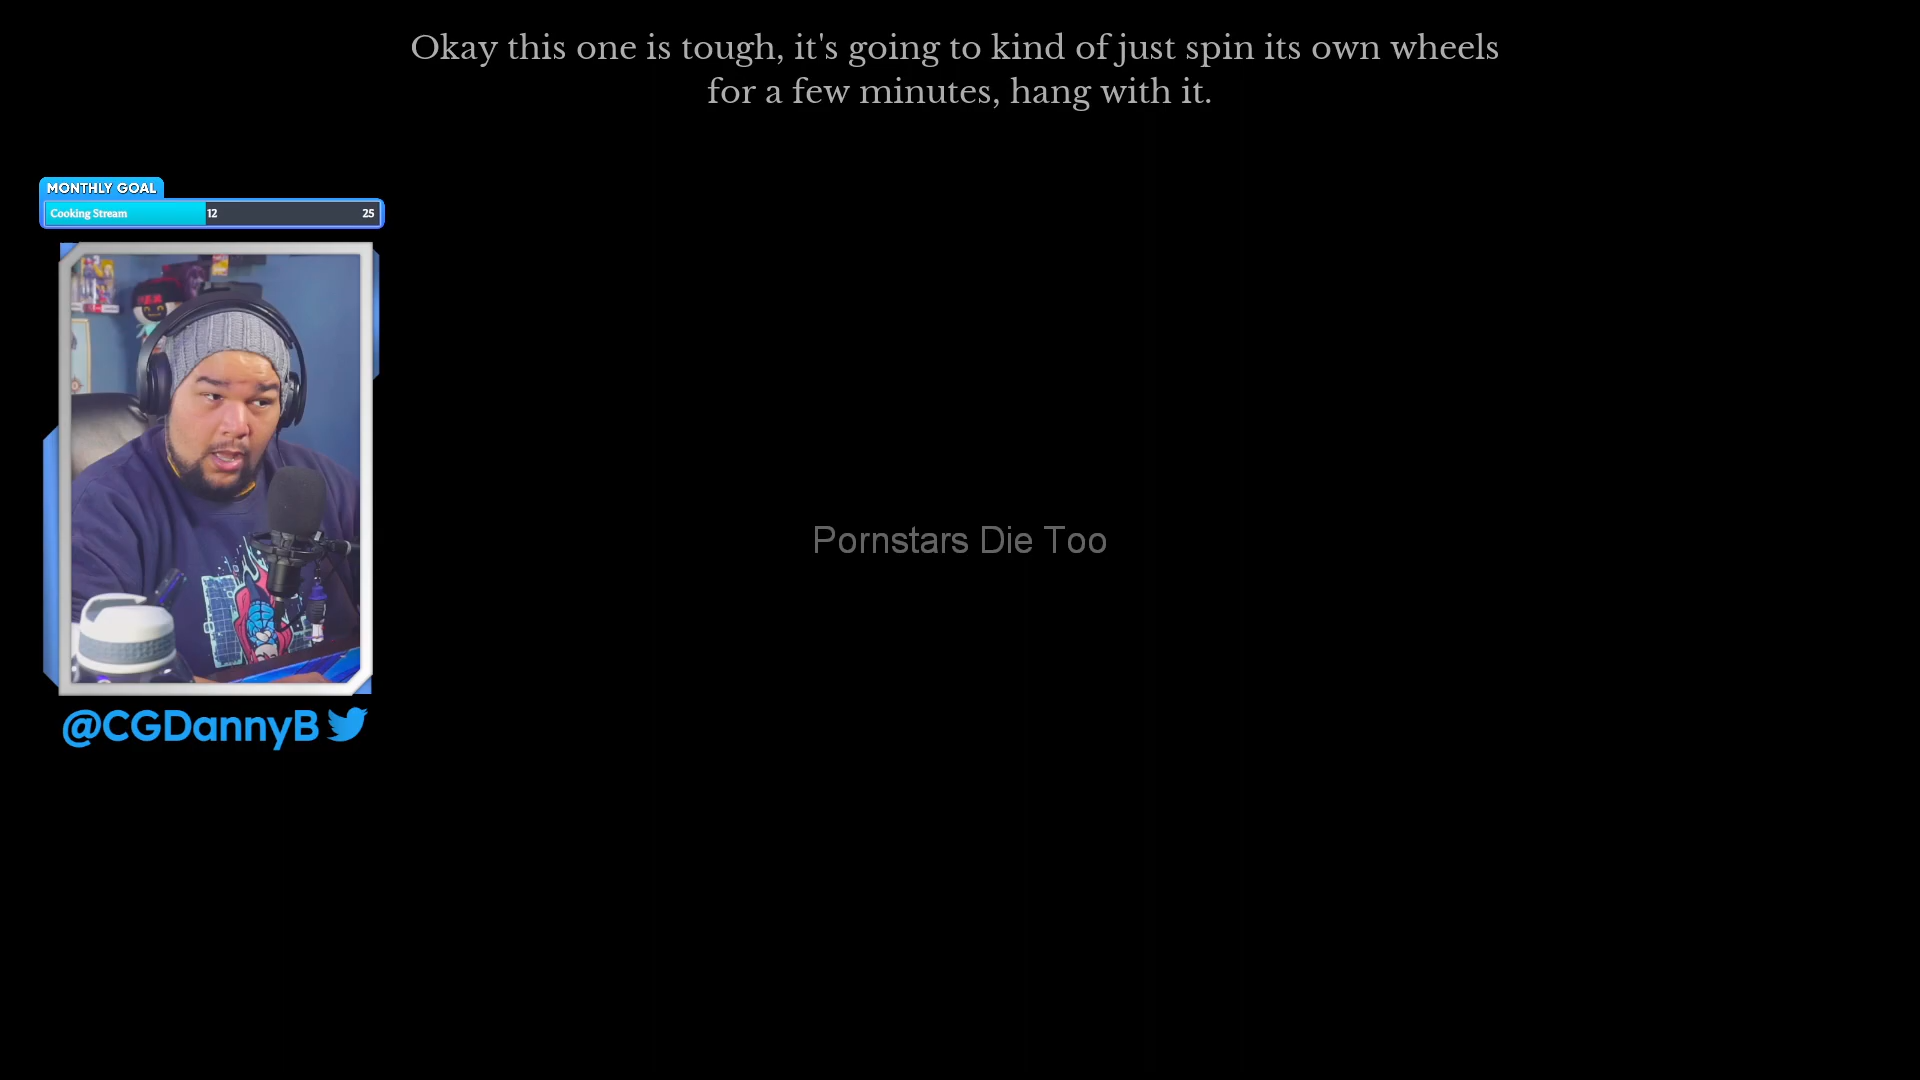 Okay this one is tough, it's going to kind of just spin its own wheels
for a few minutes, hang with it.
MONTHLY GOAL
Cooking Stream 12 25
Pornstars Die Too
@CGDannyB